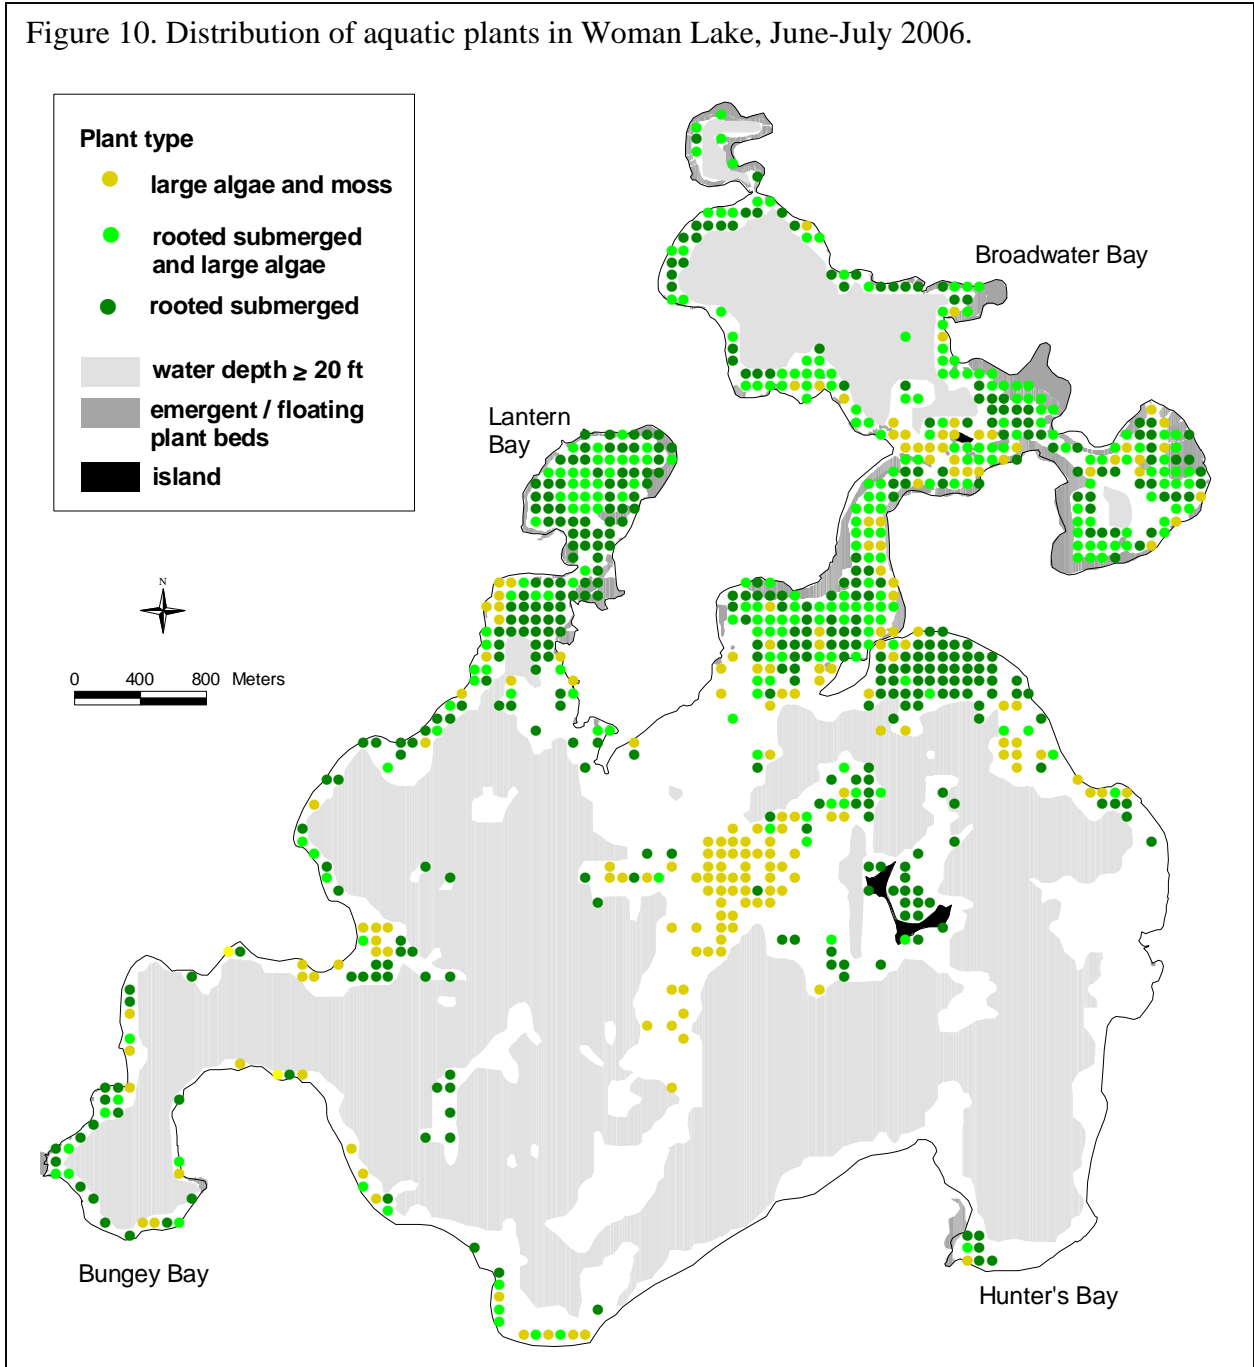 Figure 10. Distribution of aquatic plants in Woman Lake, June-July 2006.
Plant type
large algae and moss
rooted submerged
and large algae
rooted submerged
water depth ≥ 20 ft
emergent / floating
plant beds
island
Broadwater Bay
Lantern
Bay
N
0 400 800 Meters
Bungey Bay
Hunter's Bay